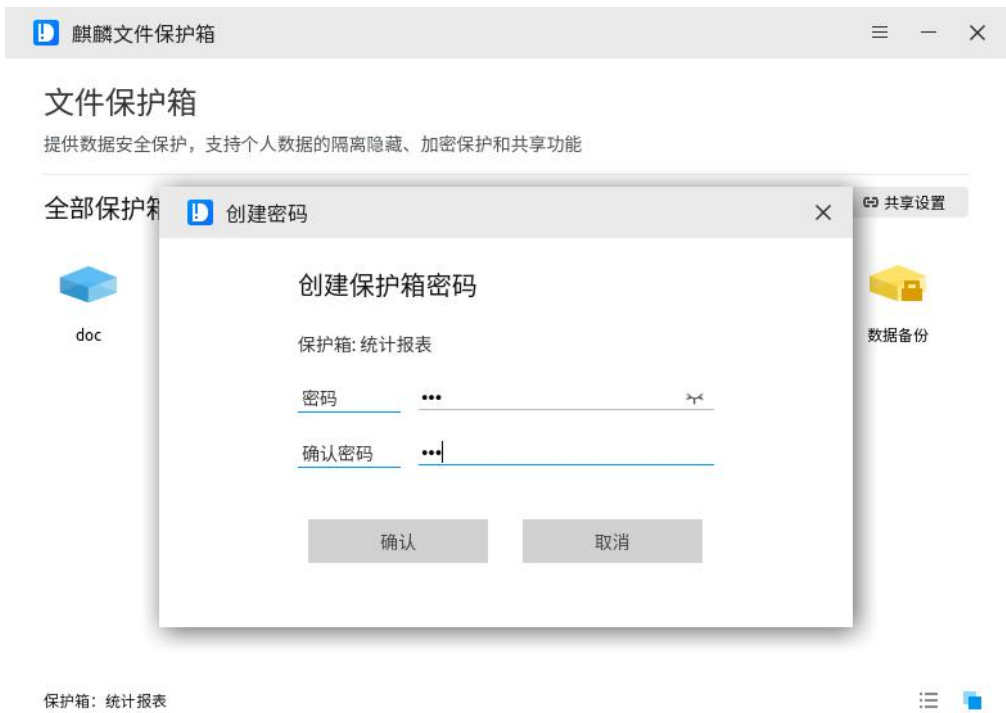 麒麟文件保护箱
文件保护箱
提供数据安全保护，支持个人数据的隔离隐藏、加密保护和共享功能
全部保护
共享设置
创建密码
创建保护箱密码
保护箱: 统计报表
密码 •••
确认密码 •••
确认 取消
doc
数据备份
保护箱：统计报表